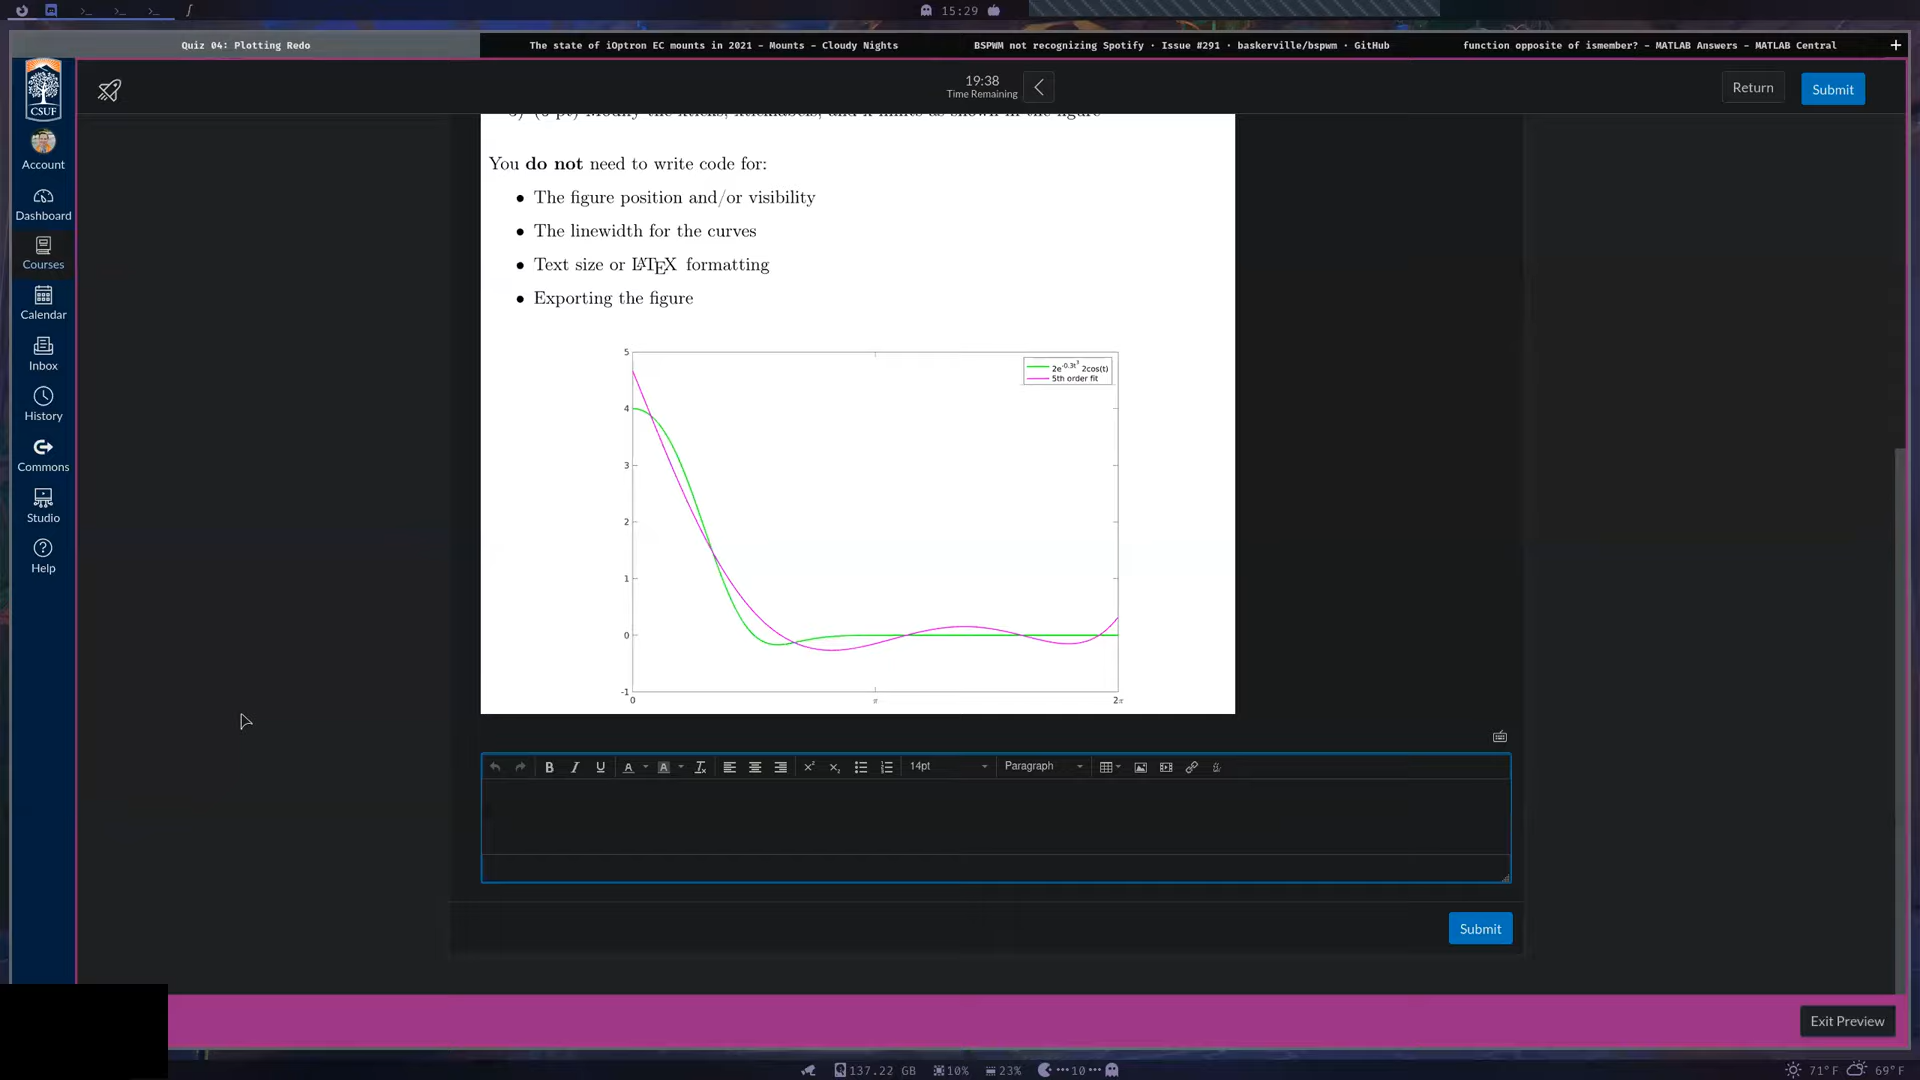 15:29
Quiz 04: Plotting Redo
The state of iOptron EC mounts in 2021 - Mounts - Cloudy Nights
BSPWM not recognizing Spotify · Issue #291 · baskerville/bspwm · GitHub
function opposite of ismember? - MATLAB Answers - MATLAB Central
CSUF
Account
Dashboard
Courses
Calendar
Inbox
History
Commons
Studio
Help
19:38
Time Remaining
Return
Submit
You do not need to write code for:
• The figure position and/or visibility
• The linewidth for the curves
• Text size or LATEX formatting
• Exporting the figure
2e^-0.3t^3 2cos(t)
5th order fit
5
4
3
2
1
0
-1
0 π 2π
14pt Paragraph
Submit
Exit Preview
137.22 GB 10% 23% 10 71°F 69°F